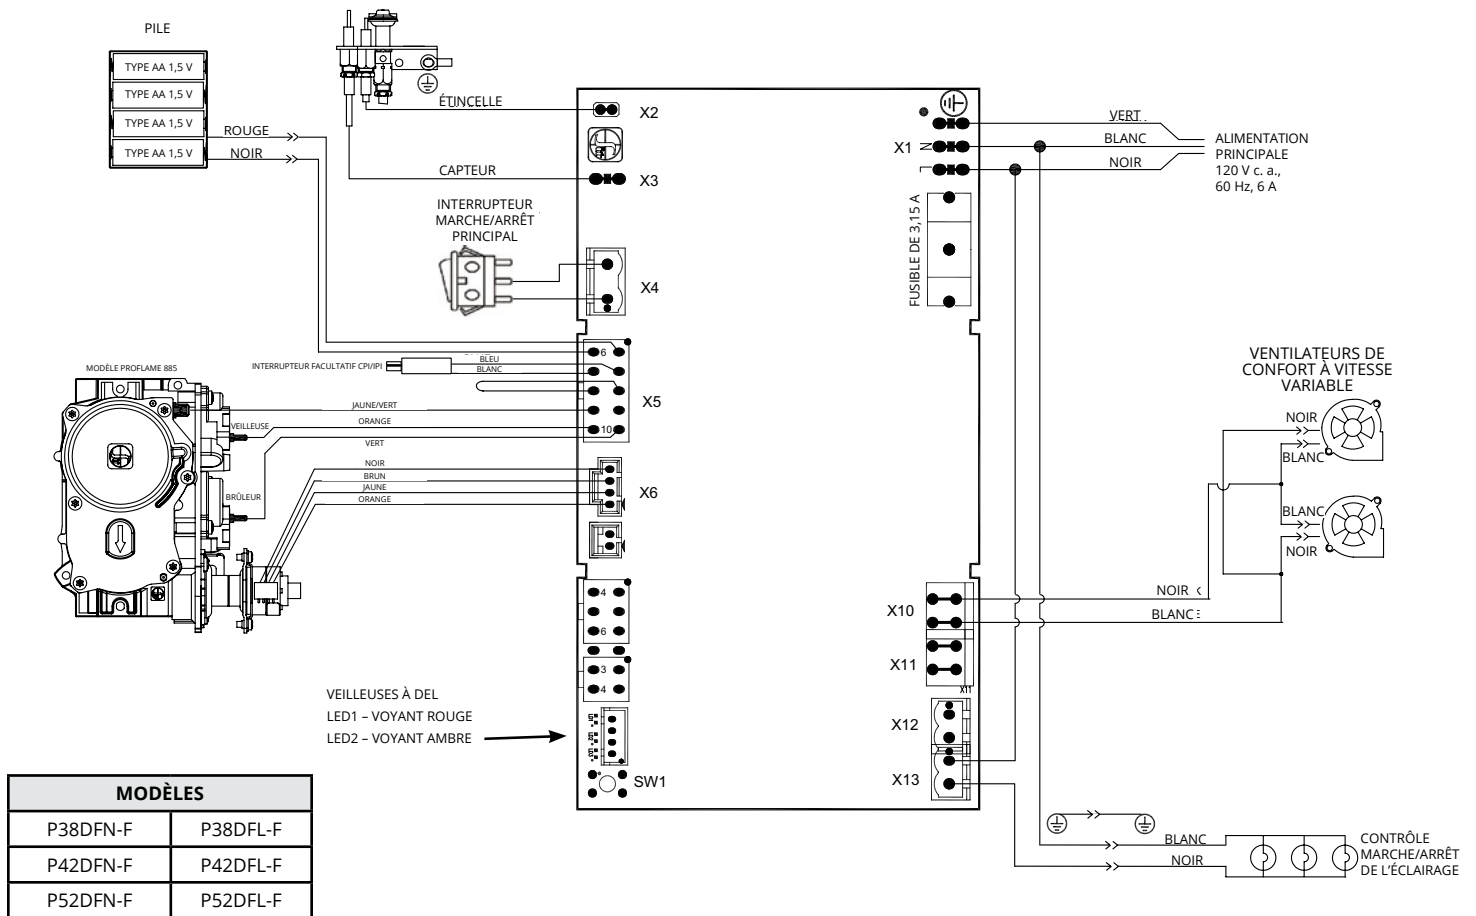 PILE
TYPE AA 1,5 V
TYPE AA 1,5 V
TYPE AA 1,5 V
TYPE AA 1,5 V
ROUGE
NOIR
ÉTINCELLE
CAPTEUR
INTERRUPTEUR
MARCHE/ARRÊT
PRINCIPAL
X2
X3
X4
X1
N
L
VERT
BLANC
NOIR
ALIMENTATION
PRINCIPALE
120 V c. a.,
60 Hz, 6 A
FUSIBLE DE 3,15 A
MODÈLE PROFLAME 885
INTERRUPTEUR FACULTATIF CPI/IPI
BLEU
BLANC
6
10
X5
JAUNE/VERT
VEILLEUSE
ORANGE
VERT
NOIR
BRUN
JAUNE
ORANGE
X6
BRÛLEUR
VENTILATEURS DE
CONFORT À VITESSE
VARIABLE
NOIR
BLANC
BLANC
NOIR
4
6
3
4
X10
NOIR
BLANC
X11
X11
X12
X13
VEILLEUSES À DEL
LED1 – VOYANT ROUGE
LED2 – VOYANT AMBRE
SW1
BLANC
NOIR
CONTRÔLE
MARCHE/ARRÊT
DE L'ÉCLAIRAGE
MODÈLES
P38DFN-F P38DFL-F
P42DFN-F P42DFL-F
P52DFN-F P52DFL-F